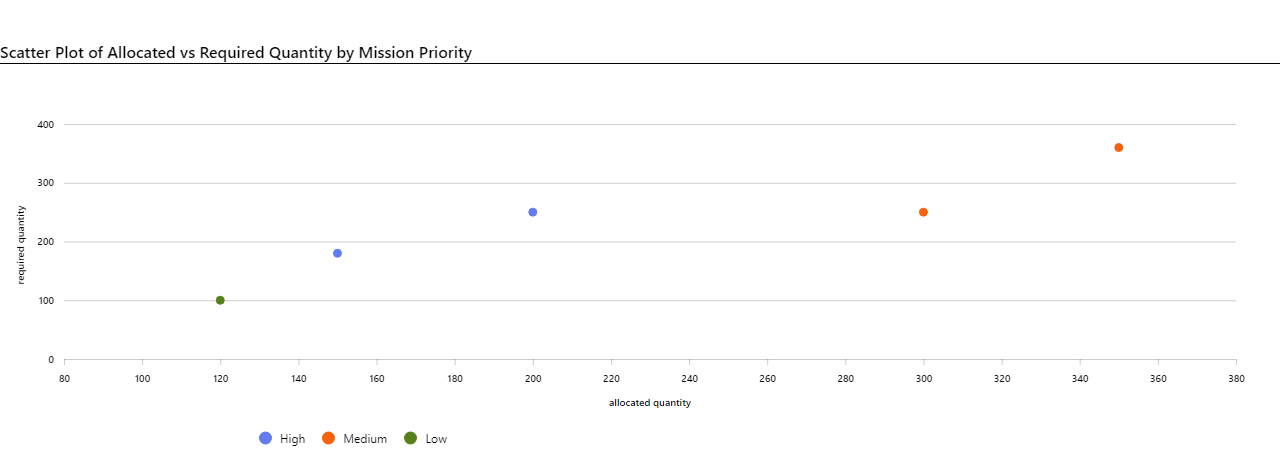 Scatter Plot of Allocated vs Required Quantity by Mission Priority
400
300
200
100
0
required quantity
80 100 120 140 160 180 200 220 240 260 280 300 320 340 360 380
allocated quantity
High Medium Low